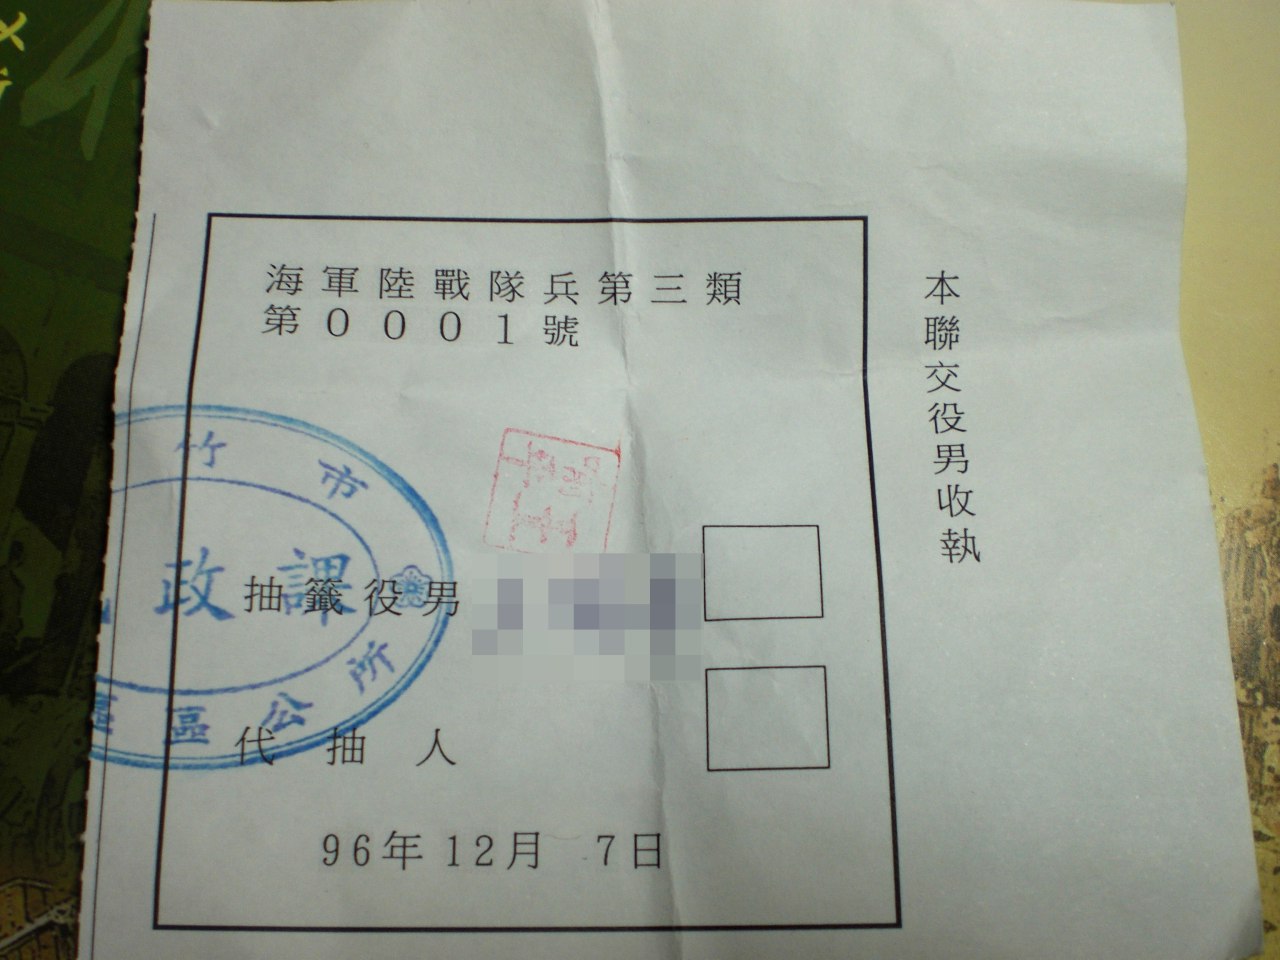 海軍陸戰隊兵第三類
第0001號
本聯交役男收執
竹市
政課
區公所
抽籤役男
代抽人
96年12月 7日